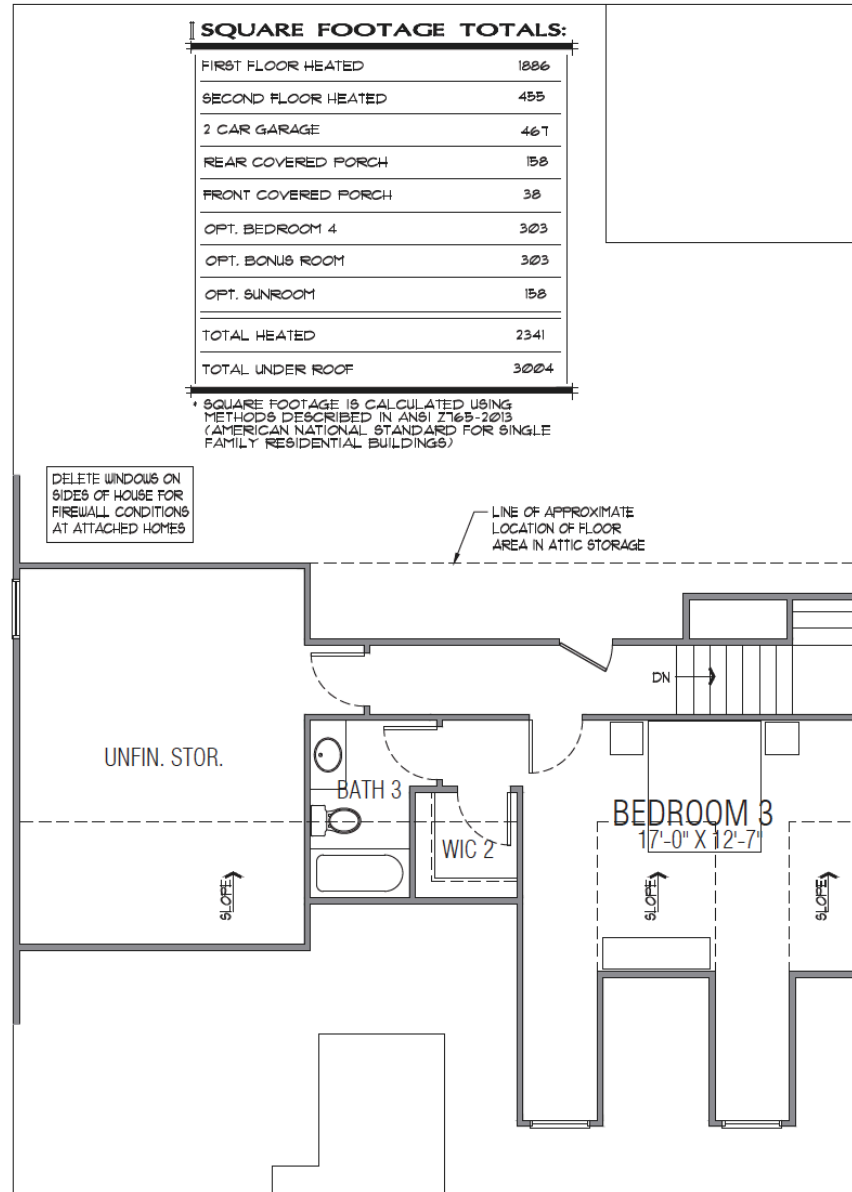 SQUARE FOOTAGE TOTALS:
FIRST FLOOR HEATED 1886
SECOND FLOOR HEATED 455
2 CAR GARAGE 467
REAR COVERED PORCH 158
FRONT COVERED PORCH 38
OPT. BEDROOM 4 303
OPT. BONUS ROOM 303
OPT. SUNROOM 158
TOTAL HEATED 2341
TOTAL UNDER ROOF 3004
* SQUARE FOOTAGE IS CALCULATED USING
METHODS DESCRIBED IN ANSI Z765-2013
(AMERICAN NATIONAL STANDARD FOR SINGLE
FAMILY RESIDENTIAL BUILDINGS)
DELETE WINDOWS ON
SIDES OF HOUSE FOR
FIREWALL CONDITIONS
AT ATTACHED HOMES
LINE OF APPROXIMATE
LOCATION OF FLOOR
AREA IN ATTIC STORAGE
DN
UNFIN. STOR.
BATH 3
WIC 2
BEDROOM 3
17'-0" X 12'-7"
SLOPE
SLOPE
SLOPE